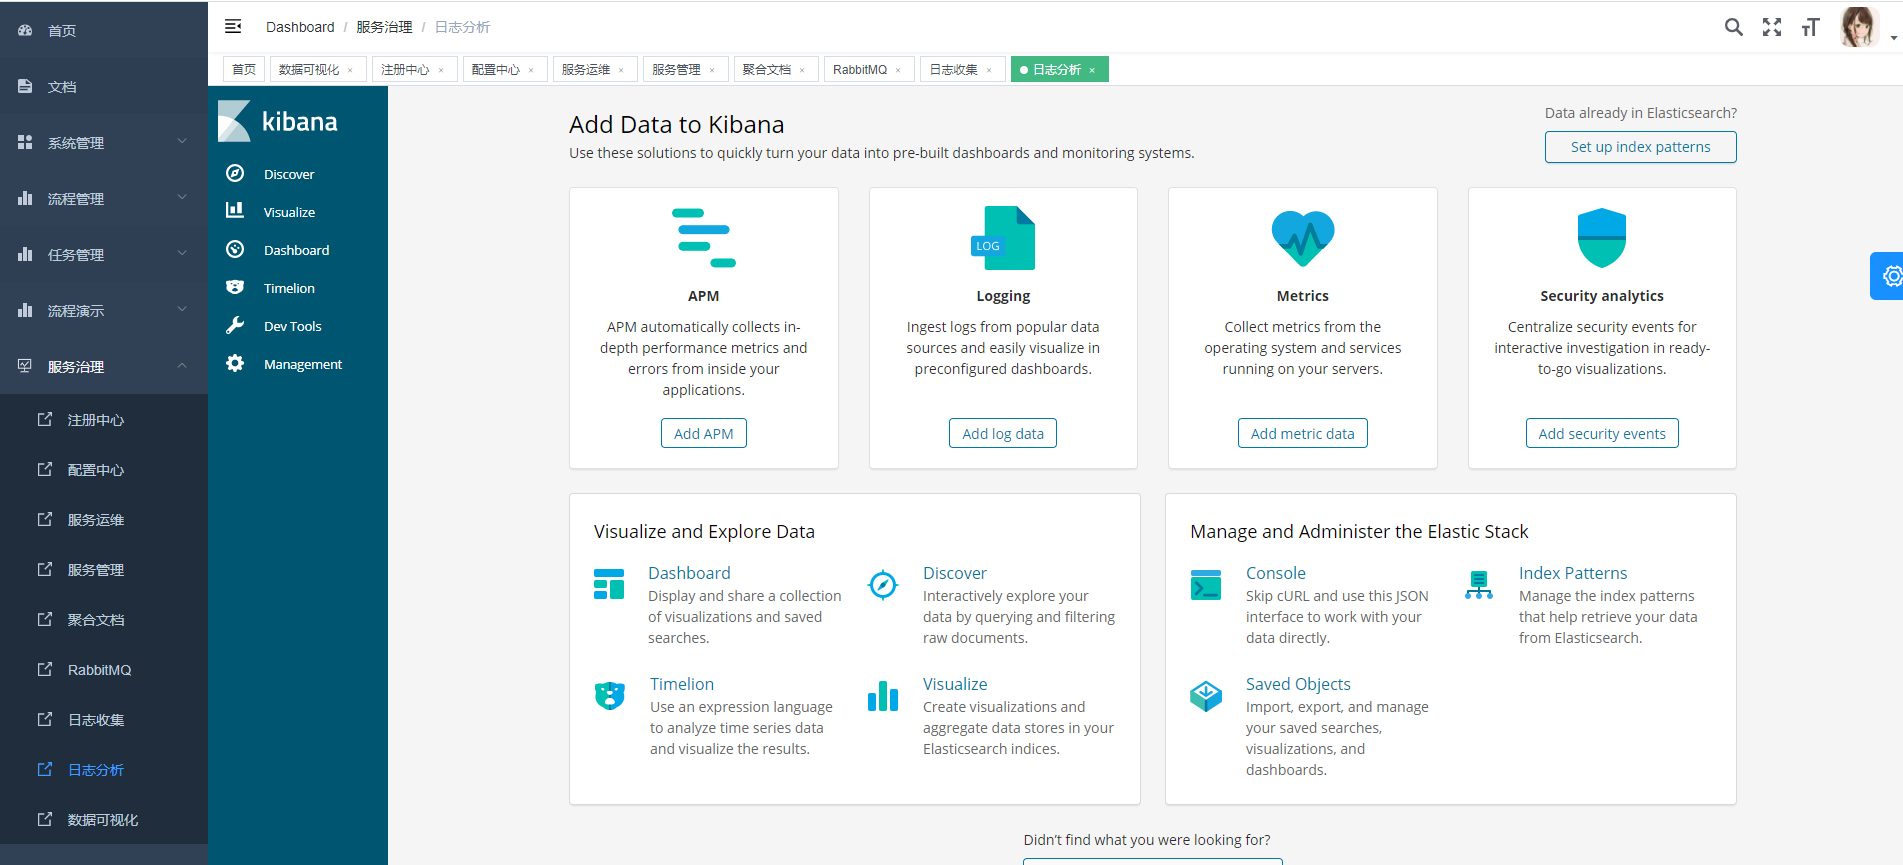 首页
文档
系统管理
流程管理
任务管理
流程演示
服务治理
注册中心
配置中心
服务运维
服务管理
聚合文档
RabbitMQ
日志收集
日志分析
数据可视化
Dashboard / 服务治理 / 日志分析
首页 数据可视化 × 注册中心 × 配置中心 × 服务运维 × 服务管理 × 聚合文档 × RabbitMQ × 日志收集 × 日志分析 ×
kibana
Discover
Visualize
Dashboard
Timelion
Dev Tools
Management
Add Data to Kibana
Use these solutions to quickly turn your data into pre-built dashboards and monitoring systems.
Data already in Elasticsearch?
Set up index patterns
APM
APM automatically collects in-
depth performance metrics and
errors from inside your
applications.
Add APM
LOG
Logging
Ingest logs from popular data
sources and easily visualize in
preconfigured dashboards.
Add log data
Metrics
Collect metrics from the
operating system and services
running on your servers.
Add metric data
Security analytics
Centralize security events for
interactive investigation in ready-
to-go visualizations.
Add security events
Visualize and Explore Data
Dashboard
Display and share a collection
of visualizations and saved
searches.
Discover
Interactively explore your
data by querying and filtering
raw documents.
Timelion
Use an expression language
to analyze time series data
and visualize the results.
Visualize
Create visualizations and
aggregate data stores in your
Elasticsearch indices.
Manage and Administer the Elastic Stack
Console
Skip cURL and use this JSON
interface to work with your
data directly.
Index Patterns
Manage the index patterns
that help retrieve your data
from Elasticsearch.
Saved Objects
Import, export, and manage
your saved searches,
visualizations, and
dashboards.
Didn't find what you were looking for?